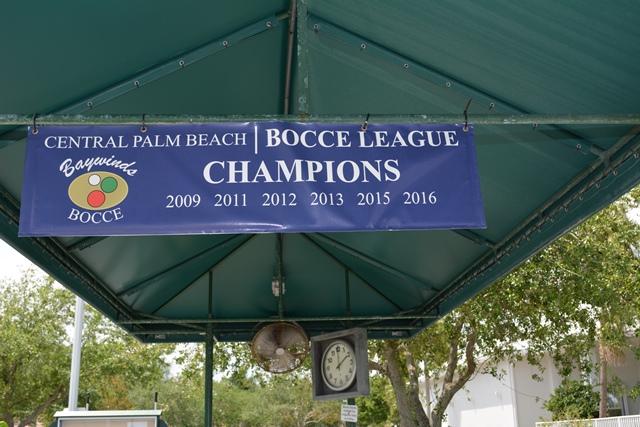 CENTRAL PALM BEACH | BOCCE LEAGUE
Baywinds
BOCCE
CHAMPIONS
2009 2011 2012 2013 2015 2016